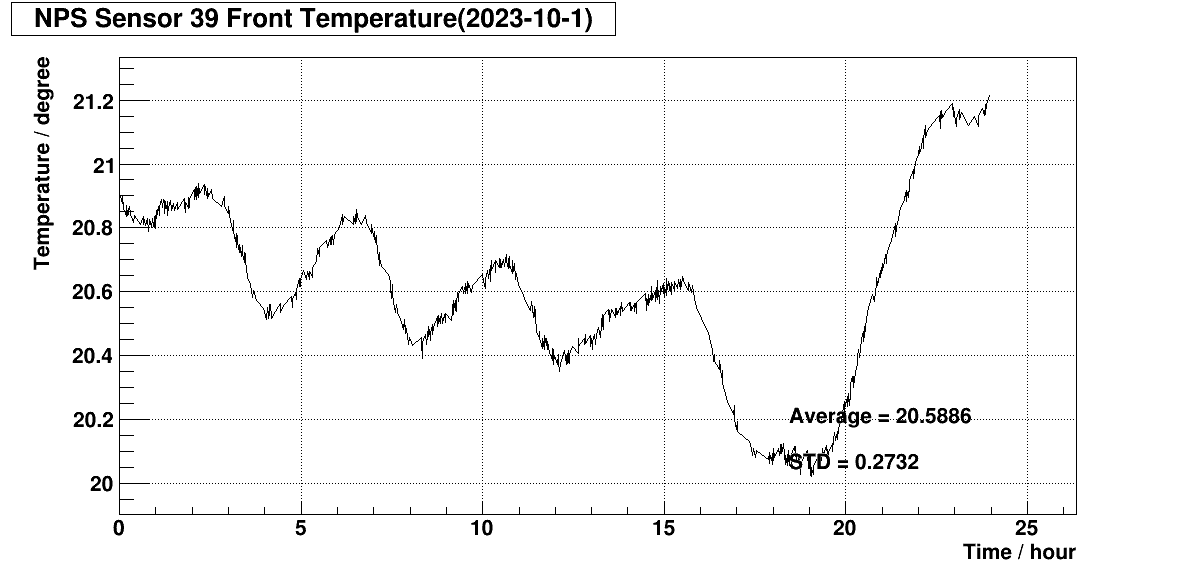 NPS Sensor 39 Front Temperature(2023-10-1)
Temperature / degree
21.2
21
20.8
20.6
20.4
20.2
20
Average = 20.5886
STD = 0.2732
0 5 10 15 20 25
Time / hour